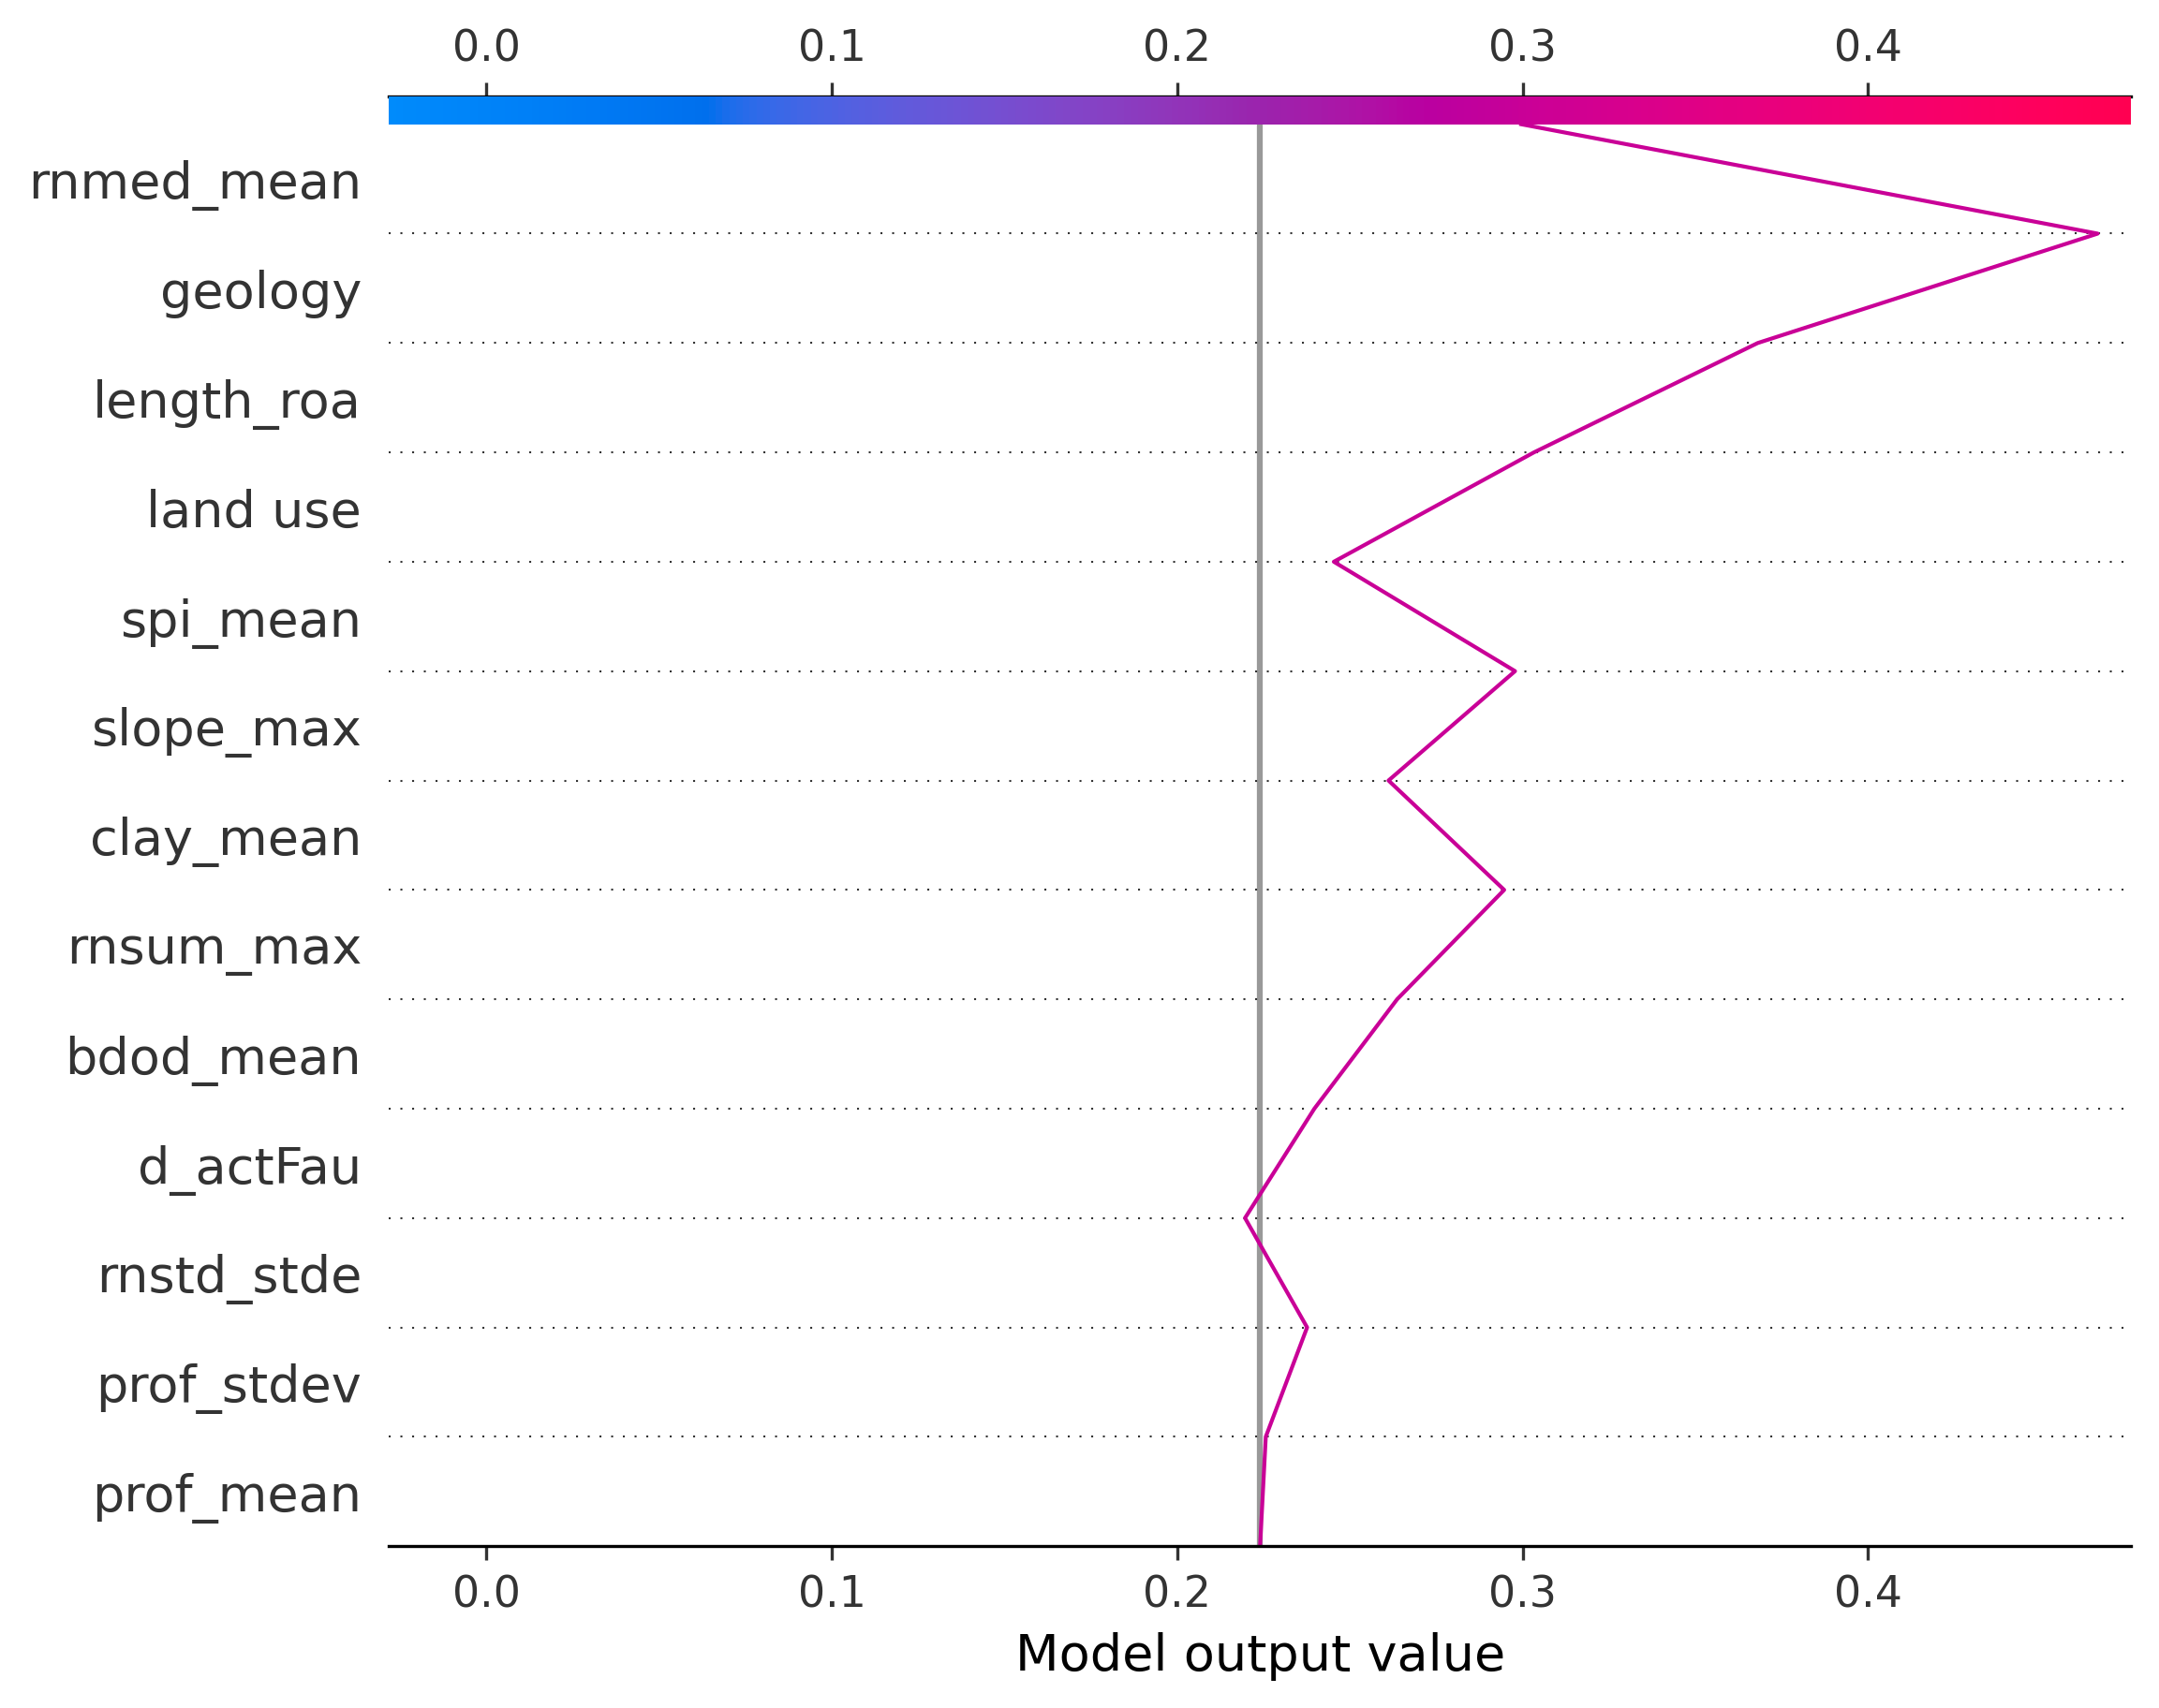 0.0 0.1 0.2 0.3 0.4
rnmed_mean
geology
length_roa
land use
spi_mean
slope_max
clay_mean
rnsum_max
bdod_mean
d_actFau
rnstd_stde
prof_stdev
prof_mean
0.0 0.1 0.2 0.3 0.4
Model output value